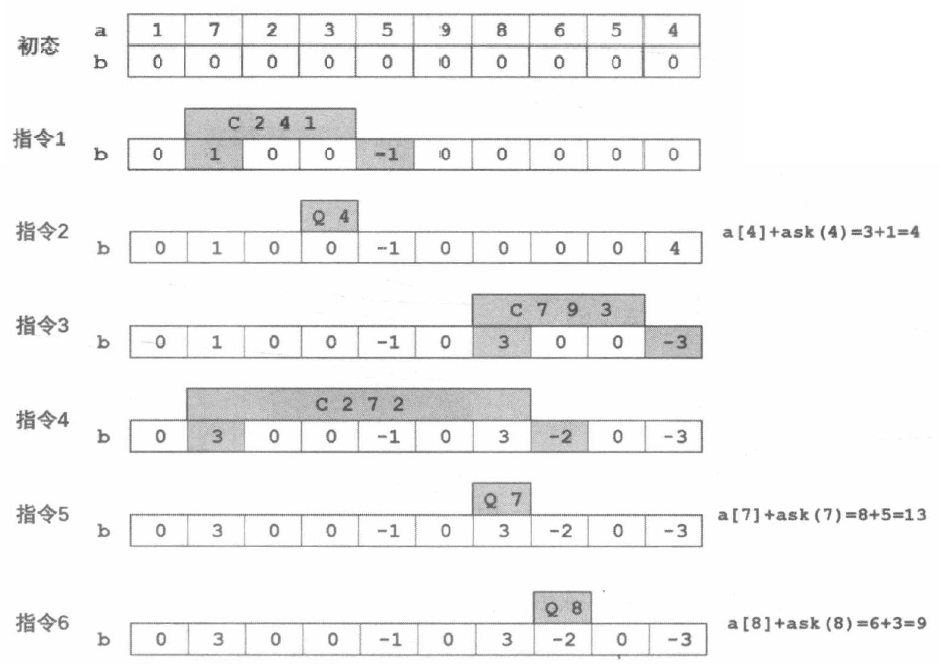 初态 a 1 7 2 3 5 9 8 6 5 4
b 0 0 0 0 0 0 0 0 0 0
C 2 4 1
指令1 b 0 1 0 0 -1 0 0 0 0 0
Q 4
指令2 b 0 1 0 0 -1 0 0 0 0 4 a[4]+ask(4)=3+1=4
C 7 9 3
指令3 b 0 1 0 0 -1 0 3 0 0 -3
C 2 7 2
指令4 b 0 3 0 0 -1 0 3 -2 0 -3
Q 7
指令5 b 0 3 0 0 -1 0 3 -2 0 -3 a[7]+ask(7)=8+5=13
Q 8
指令6 b 0 3 0 0 -1 0 3 -2 0 -3 a[8]+ask(8)=6+3=9